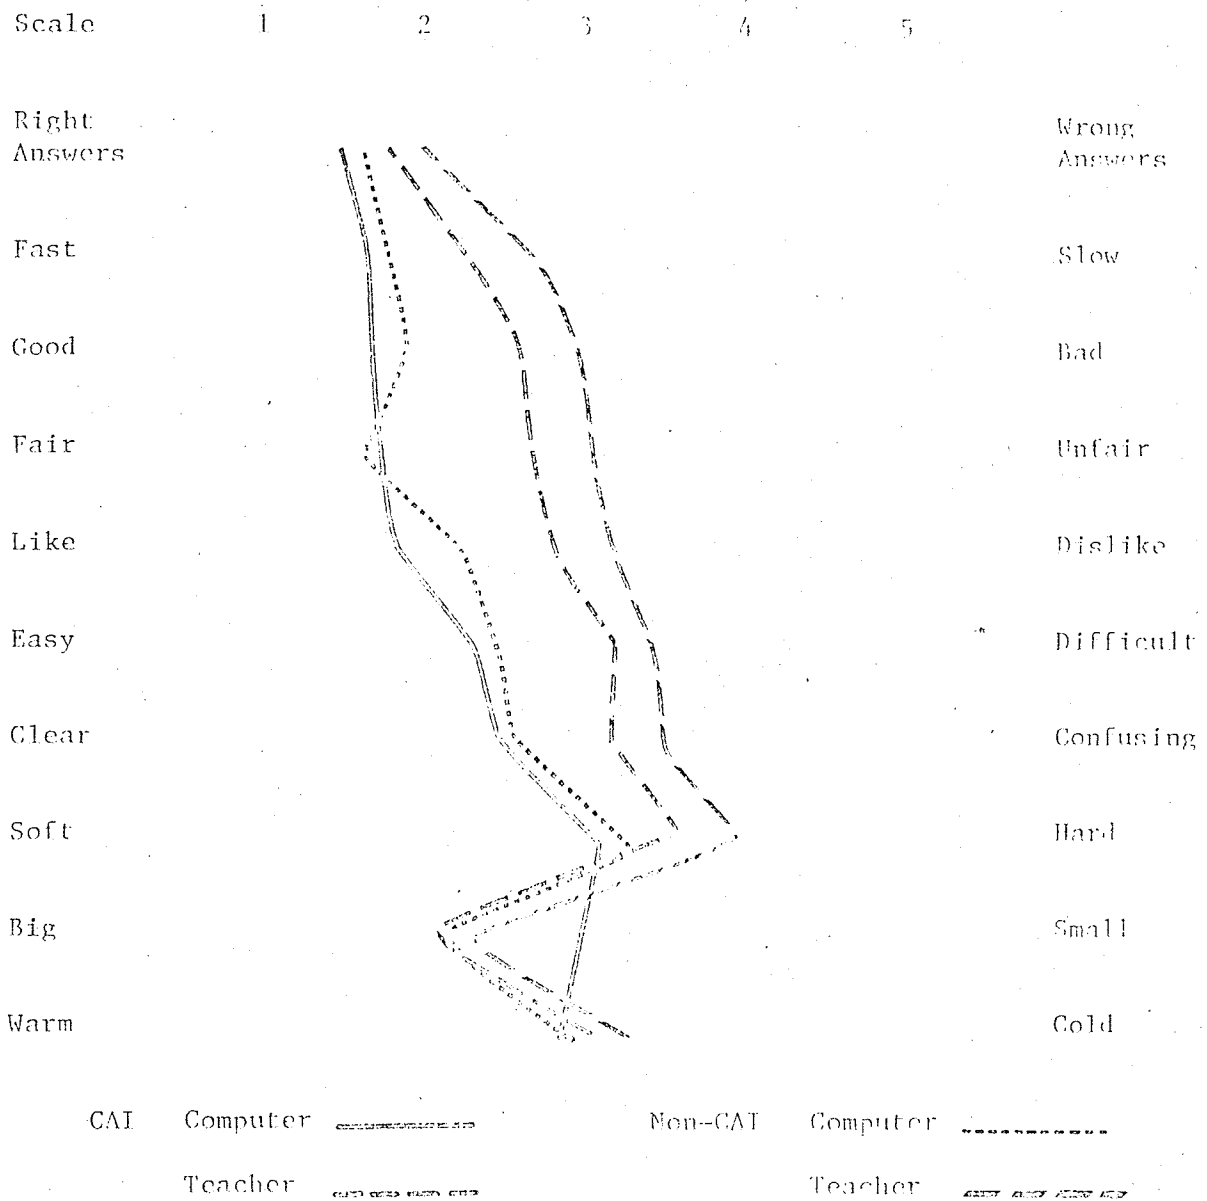 Scale 1 2 3 4 5
Right Answers Wrong Answers
Fast Slow
Good Bad
Fair Unfair
Like Dislike
Easy Difficult
Clear Confusing
Soft Hard
Big Small
Warm Cold
CAI Computer Non-CAI Computer
Teacher Teacher